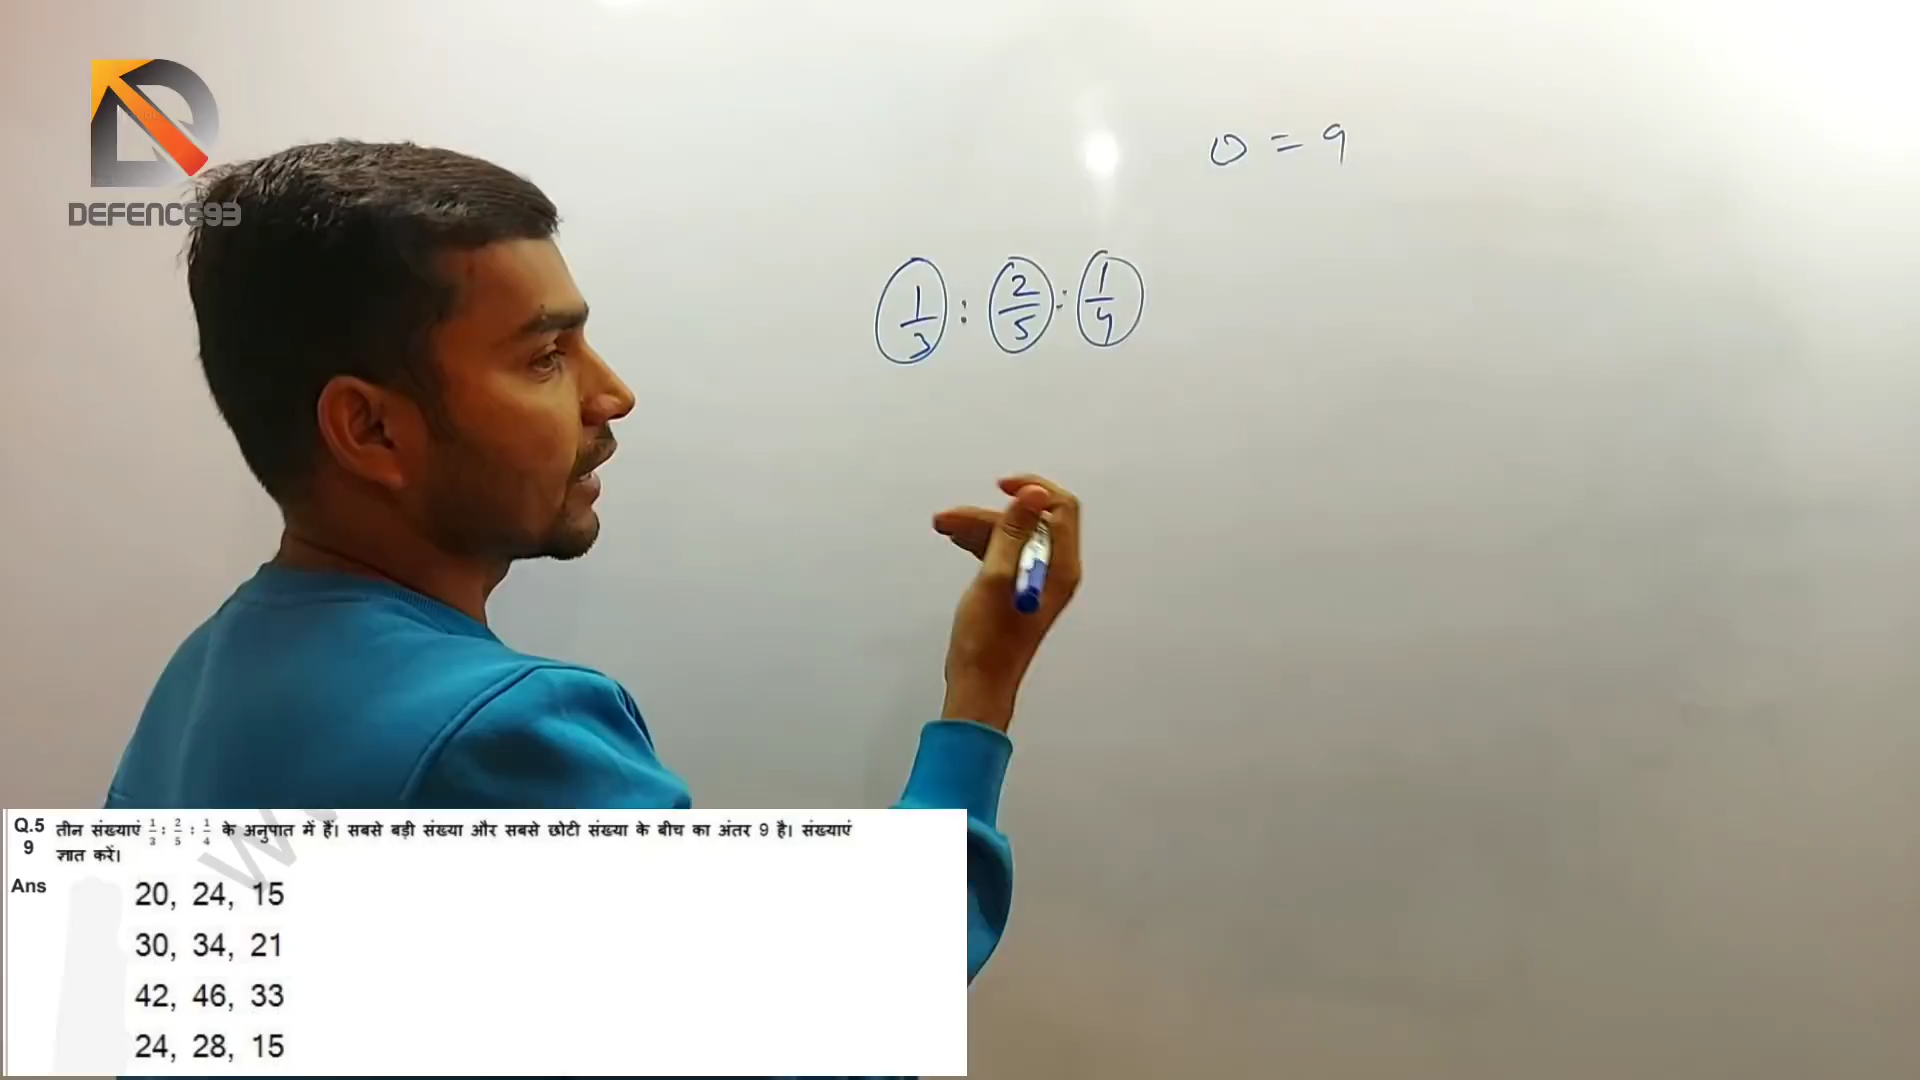 DEFENCE93
0 = 9
1/3 : 2/5 : 1/4
Q.5 तीन संख्याएं 1/3 : 2/5 : 1/4 के अनुपात में हैं। सबसे बड़ी संख्या और सबसे छोटी संख्या के बीच का अंतर 9 है। संख्याएं
9 ज्ञात करें।
Ans 20, 24, 15
30, 34, 21
42, 46, 33
24, 28, 15